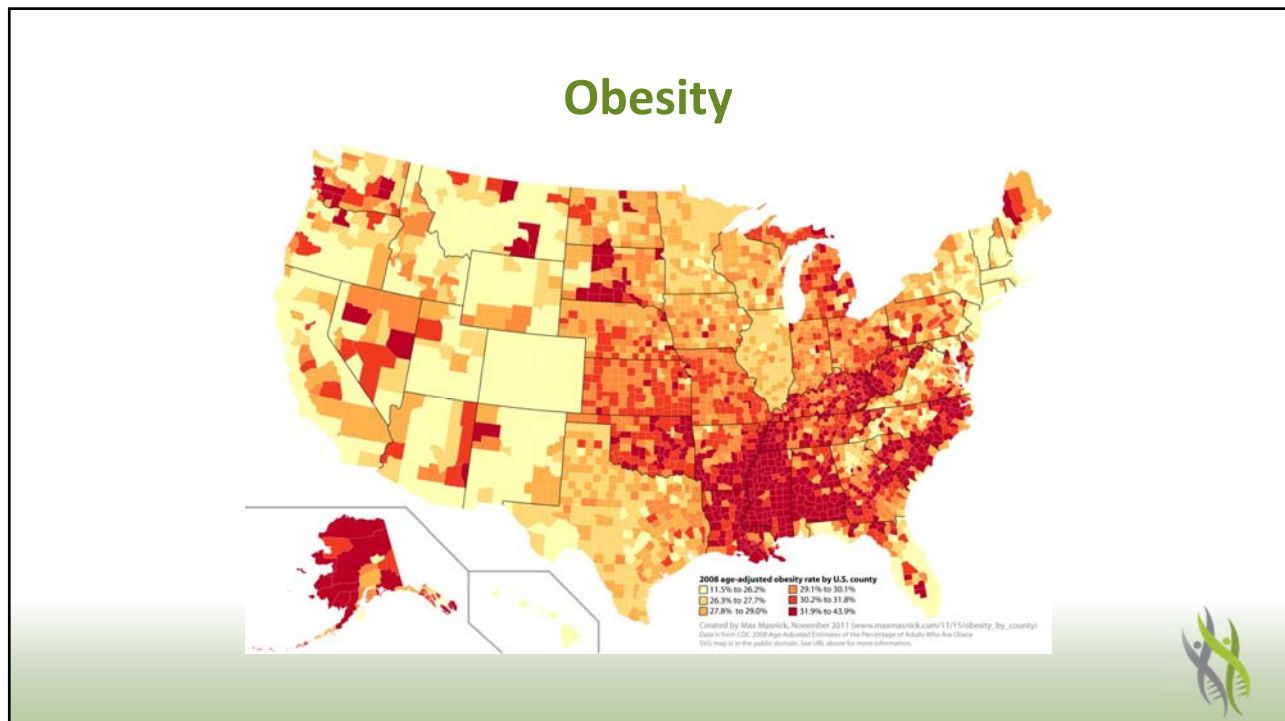 Obesity
2008 age-adjusted obesity rate by U.S. county
11.5% to 26.2%
26.3% to 27.7%
27.8% to 29.0%
29.1% to 30.1%
30.2% to 31.8%
31.9% to 43.9%
Created by Max Masnick, November 2011 (www.maxmasnick.com/11/15/obesity_by_county)
Data is from CDC 2008 Age-Adjusted Estimates of the Percentage of Adults Who Are Obese
SVG map is in the public domain. See URL above for more information.